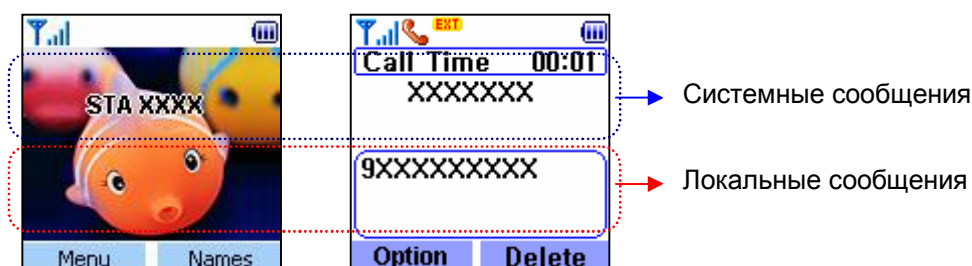 STA XXXX
Menu Names
EXT
Call Time 00:01
XXXXXXX
9XXXXXXXXX
Option Delete
Системные сообщения
Локальные сообщения